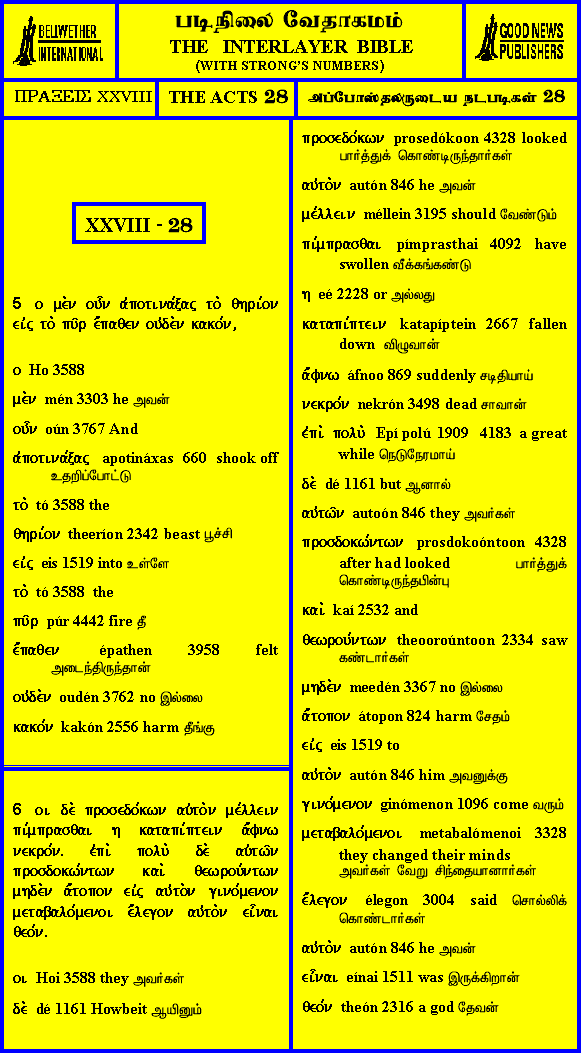 BELLWETHER
INTERNATIONAL
படிநிலை வேதாகமம்
THE INTERLAYER BIBLE
(WITH STRONG'S NUMBERS)
GOOD NEWS
PUBLISHERS
ΠΡΑΞΕΙΣ XXVIII
THE ACTS 28
அப்போஸ்தலருடைய நடபடிகள் 28
XXVIII - 28
5 ο μὲν οὖν ἀποτινάξας τὸ θηρίον
εἰς τὸ πῦρ ἔπαθεν οὐδὲν κακόν,
ο Ho 3588
μὲν mén 3303 he அவன்
οὖν oún 3767 And
ἀποτινάξας apotináxas 660 shook off
உதறிப்போட்டு
τὸ tó 3588 the
θηρίον theeríon 2342 beast பூச்சி
εἰς eis 1519 into உள்ளே
τὸ tó 3588 the
πῦρ púr 4442 fire தீ
ἔπαθεν épathen 3958 felt
அடைந்திருந்தான்
οὐδὲν oudén 3762 no இல்லை
κακόν kakón 2556 harm தீங்கு
6 οι δὲ προσεδόκων αὐτὸν μέλλειν
πίμπρασθαι η καταπίπτειν ἄφνω
νεκρόν. ἐπὶ πολὺ δὲ αὐτῶν
προσδοκώντων καὶ θεωρούντων
μηδὲν ἄτοπον εἰς αὐτὸν γινόμενον
μεταβαλόμενοι ἔλεγον αὐτὸν εἶναι
θεόν.
οι Hoi 3588 they அவர்கள்
δὲ dé 1161 Howbeit ஆயினும்
προσεδόκων prosedókoon 4328 looked
பார்த்துக் கொண்டிருந்தார்கள்
αὐτὸν autón 846 he அவன்
μέλλειν méllein 3195 should வேண்டும்
πίμπρασθαι pímprasthai 4092 have
swollen வீக்கங்கண்டு
η eé 2228 or அல்லது
καταπίπτειν katapíptein 2667 fallen
down விழுவான்
ἄφνω áfnoo 869 suddenly சடிதியாய்
νεκρόν nekrón 3498 dead சாவான்
ἐπὶ πολὺ Epí polú 1909 4183 a great
while நெடுநேரமாய்
δὲ dé 1161 but ஆனால்
αὐτῶν autoón 846 they அவர்கள்
προσδοκώντων prosdokoóntoon 4328
after had looked பார்த்துக்
கொண்டிருந்தபின்பு
καὶ kaí 2532 and
θεωρούντων theooroúntoon 2334 saw
கண்டார்கள்
μηδὲν meedén 3367 no இல்லை
ἄτοπον átopon 824 harm சேதம்
εἰς eis 1519 to
αὐτὸν autón 846 him அவனுக்கு
γινόμενον ginómenon 1096 come வரும்
μεταβαλόμενοι metabalómenoi 3328
they changed their minds
அவர்கள் வேறு சிந்தையானார்கள்
ἔλεγον élegon 3004 said சொல்லிக்
கொண்டார்கள்
αὐτὸν autón 846 he அவன்
εἶναι eínai 1511 was இருக்கிறான்
θεόν theón 2316 a god தேவன்